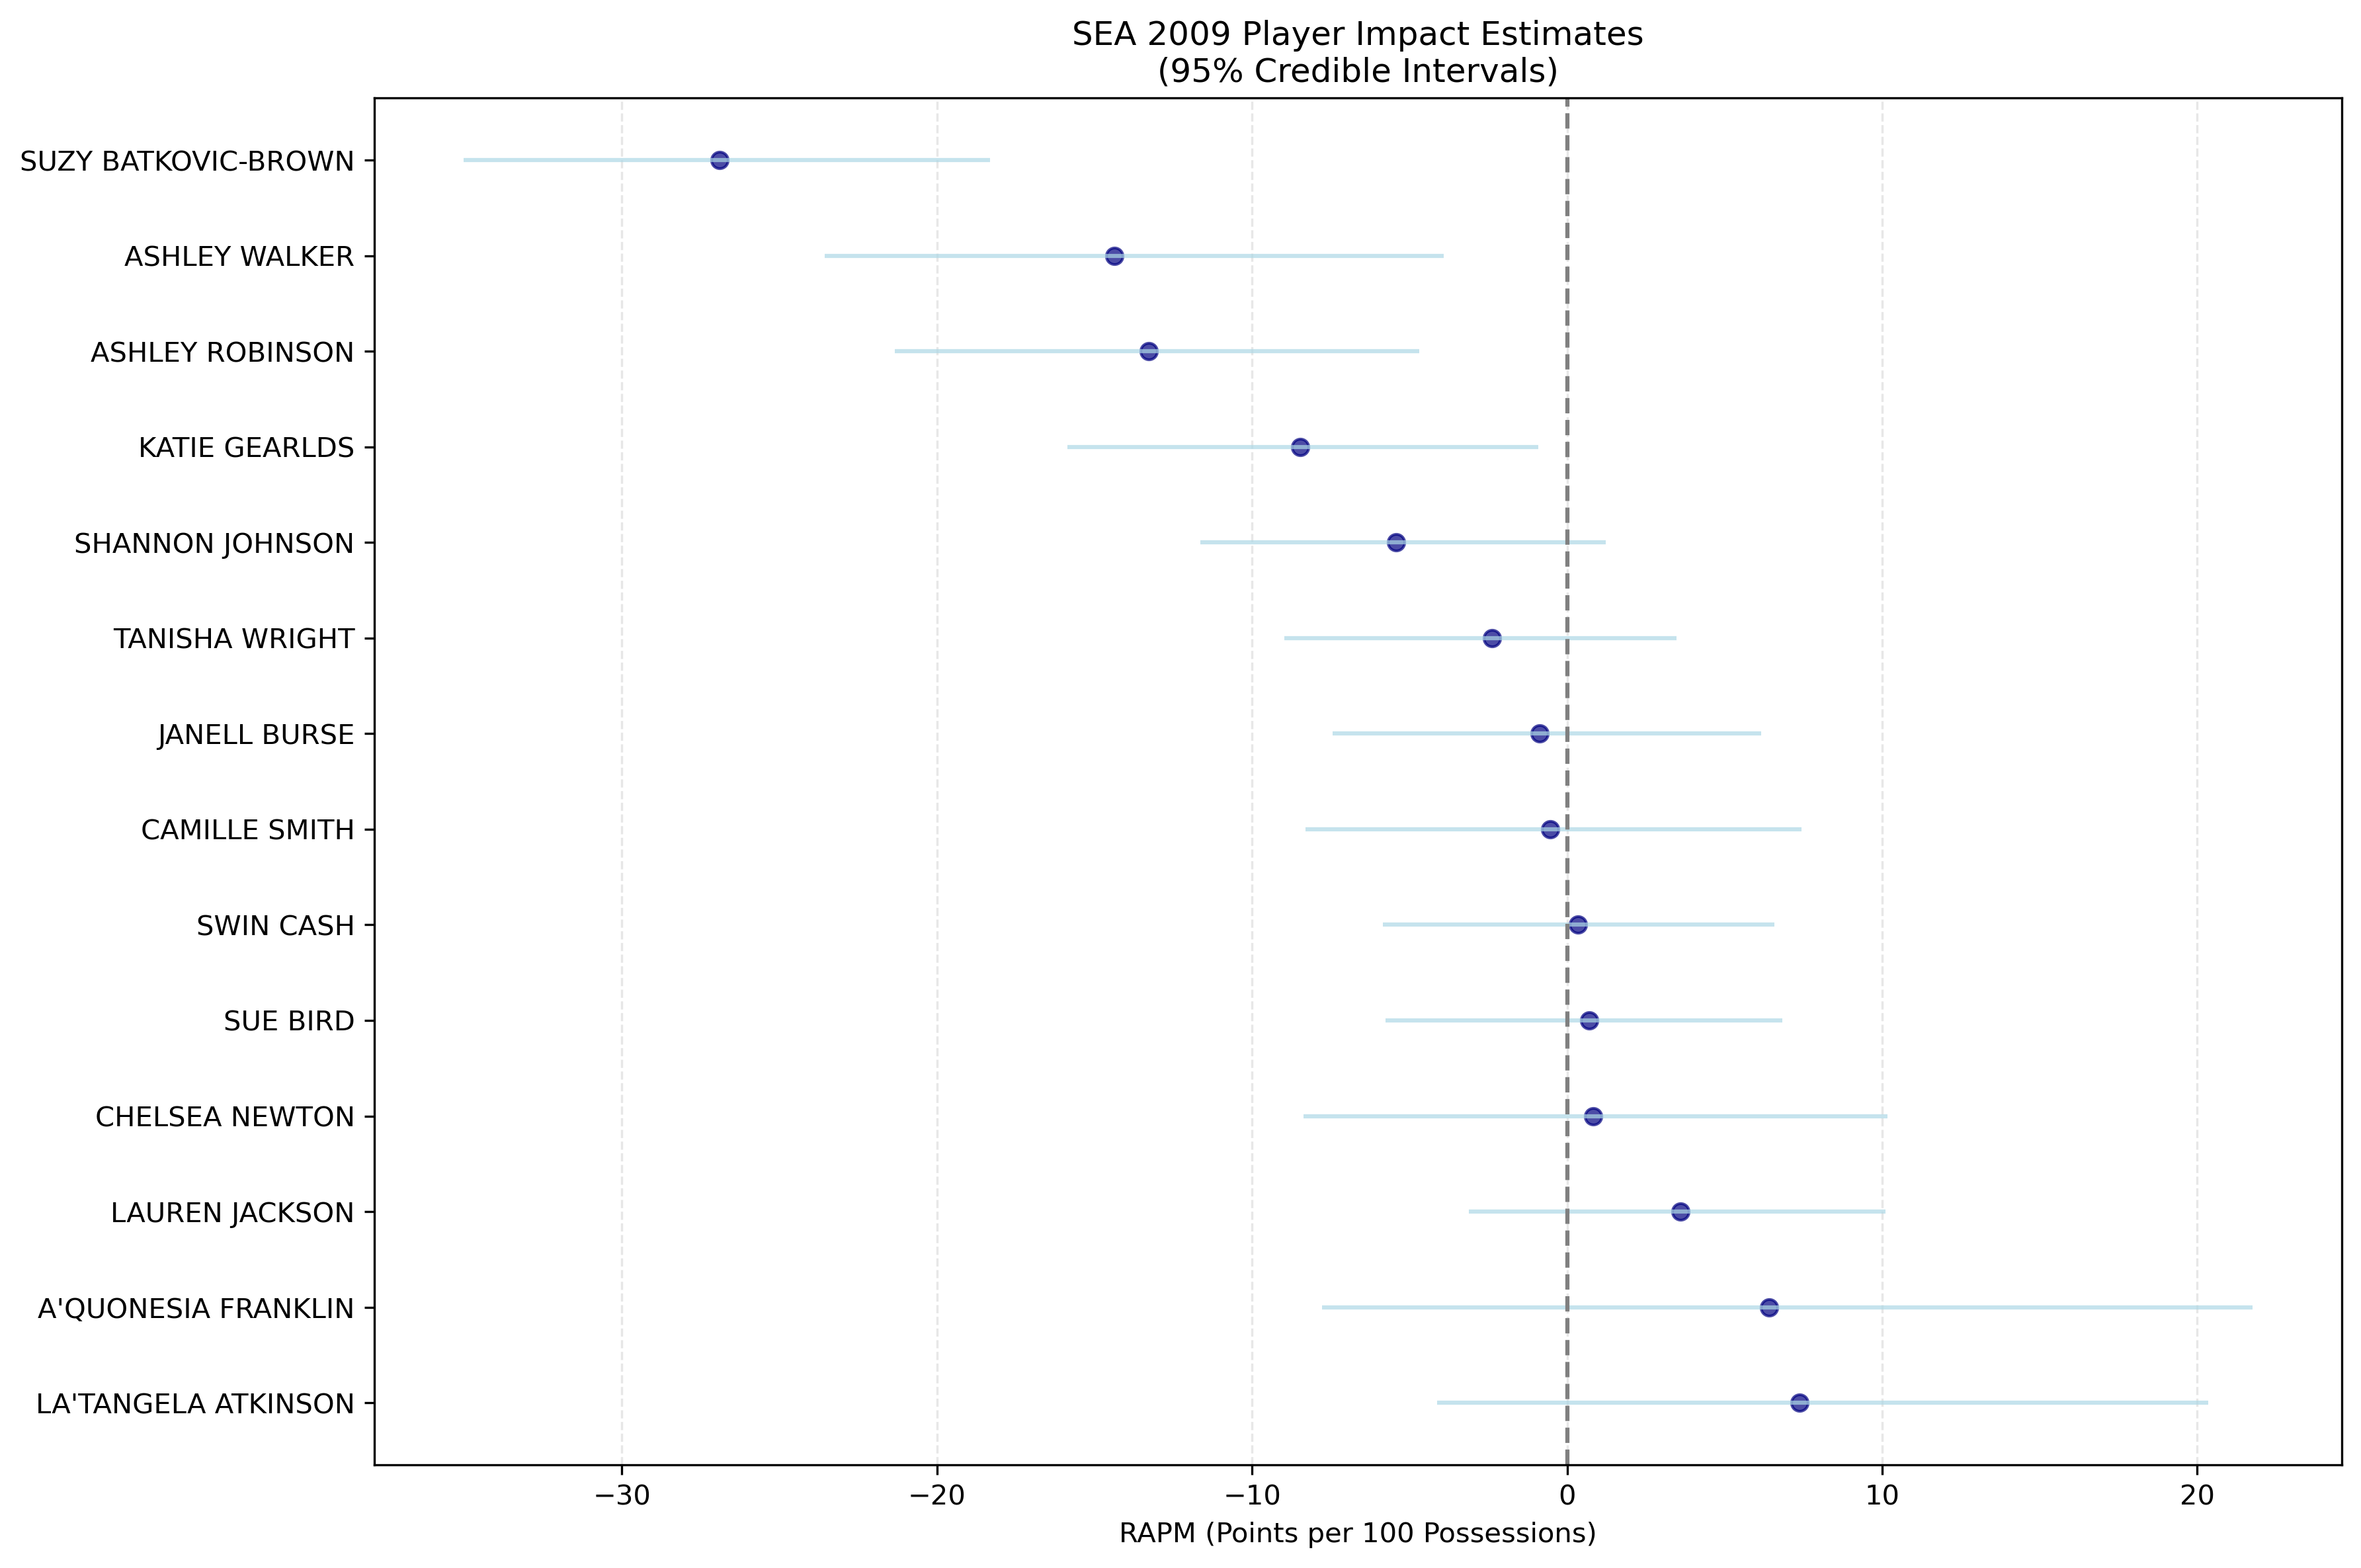 SEA 2009 Player Impact Estimates
(95% Credible Intervals)
SUZY BATKOVIC-BROWN
ASHLEY WALKER
ASHLEY ROBINSON
KATIE GEARLDS
SHANNON JOHNSON
TANISHA WRIGHT
JANELL BURSE
CAMILLE SMITH
SWIN CASH
SUE BIRD
CHELSEA NEWTON
LAUREN JACKSON
A'QUONESIA FRANKLIN
LA'TANGELA ATKINSON
−30 −20 −10 0 10 20
RAPM (Points per 100 Possessions)